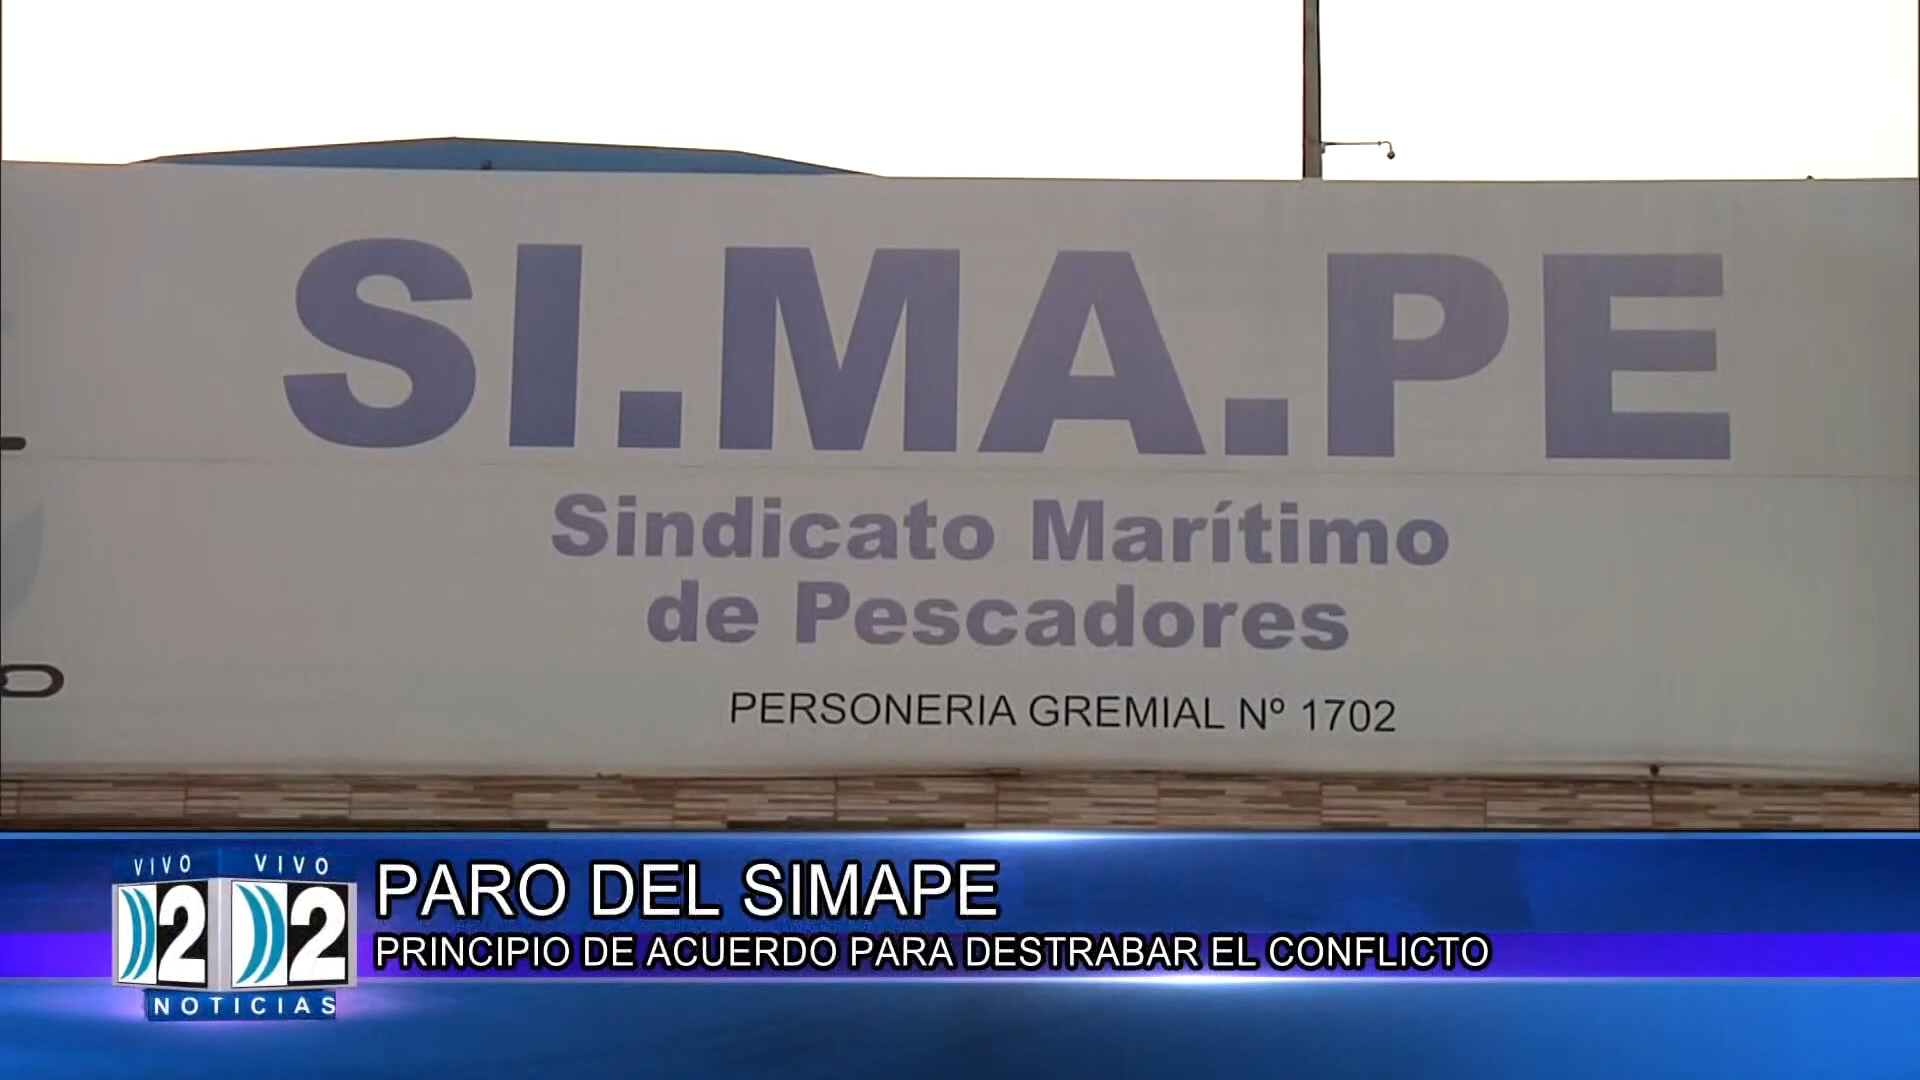 SI.MA.PE
Sindicato Marítimo
de Pescadores
PERSONERIA GREMIAL Nº 1702
VIVO VIVO
2 2
NOTICIAS
PARO DEL SIMAPE
PRINCIPIO DE ACUERDO PARA DESTRABAR EL CONFLICTO